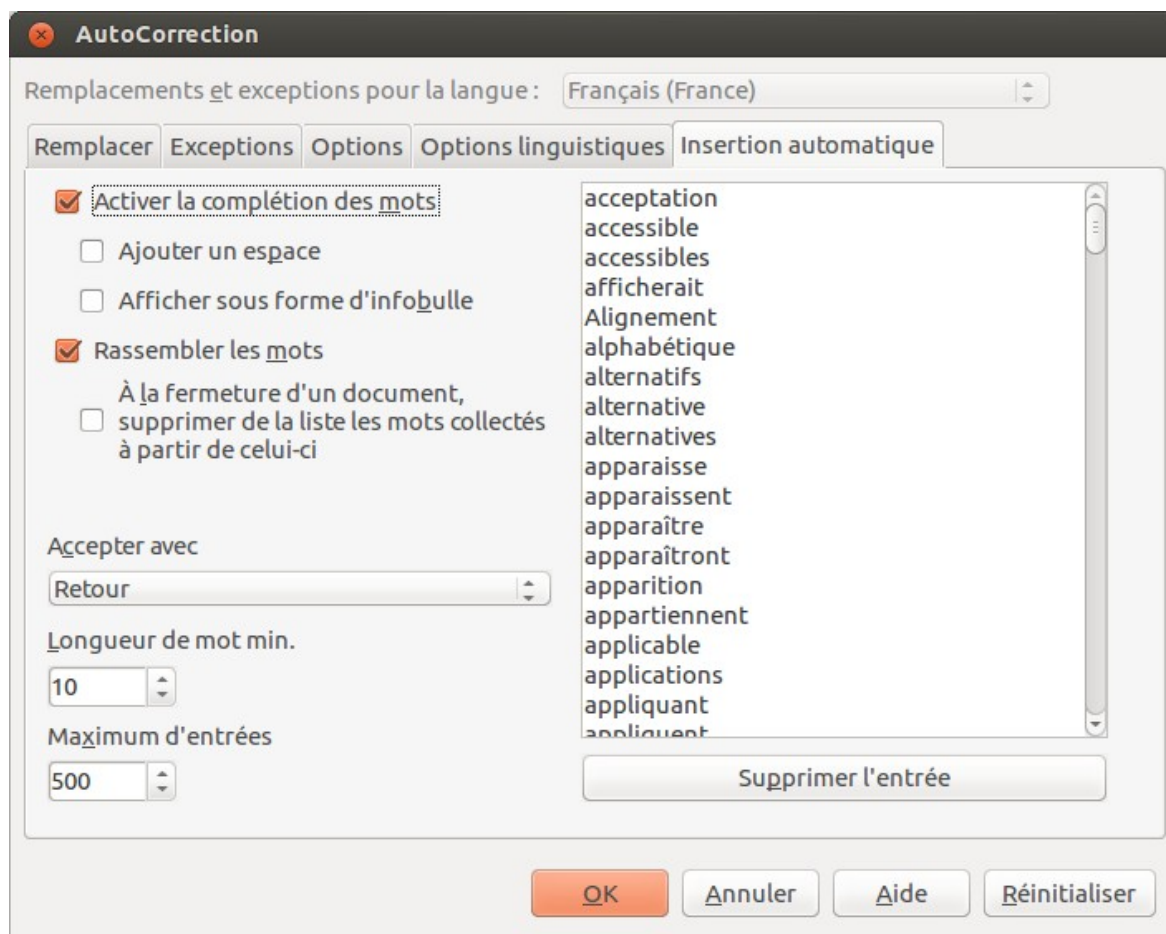 AutoCorrection
Remplacements et exceptions pour la langue : Français (France)
Remplacer Exceptions Options Options linguistiques Insertion automatique
Activer la complétion des mots
Ajouter un espace
Afficher sous forme d'infobulle
Rassembler les mots
À la fermeture d'un document,
supprimer de la liste les mots collectés
à partir de celui-ci
Accepter avec
Retour
Longueur de mot min.
10
Maximum d'entrées
500
acceptation
accessible
accessibles
afficherait
Alignement
alphabétique
alternatifs
alternative
alternatives
apparaisse
apparaissent
apparaître
apparaîtront
apparition
appartiennent
applicable
applications
appliquant
appliquent
Supprimer l'entrée
OK Annuler Aide Réinitialiser